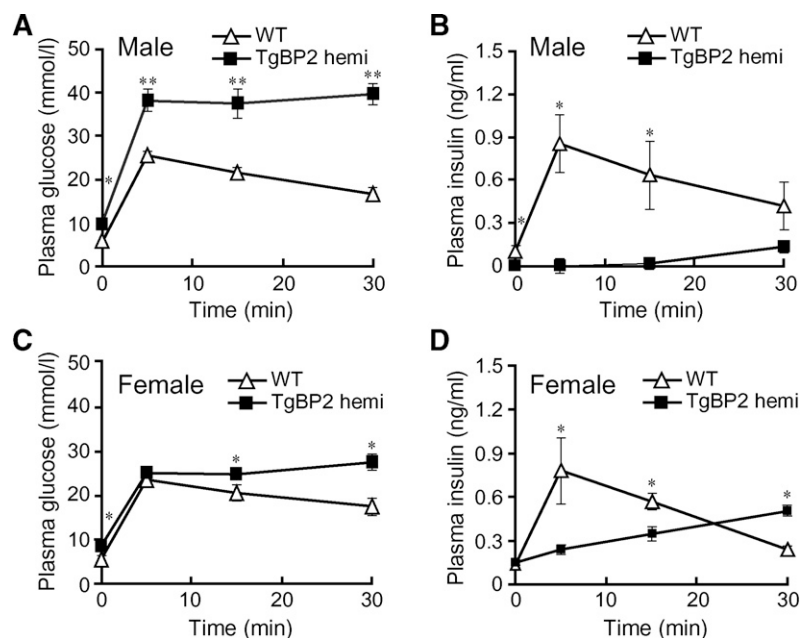 A
Male
WT
TgBP2 hemi
Plasma glucose (mmol/l)
50
40
30
20
10
0
*
**
**
**
0
10
20
30
Time (min)
B
Male
WT
TgBP2 hemi
Plasma insulin (ng/ml)
1.5
1.2
0.9
0.6
0.3
0
*
*
*
0
10
20
30
Time (min)
C
Female
WT
TgBP2 hemi
Plasma glucose (mmol/l)
50
40
30
20
10
0
*
*
*
0
10
20
30
Time (min)
D
Female
WT
TgBP2 hemi
Plasma insulin (ng/ml)
1.5
1.2
0.9
0.6
0.3
0
*
*
*
0
10
20
30
Time (min)